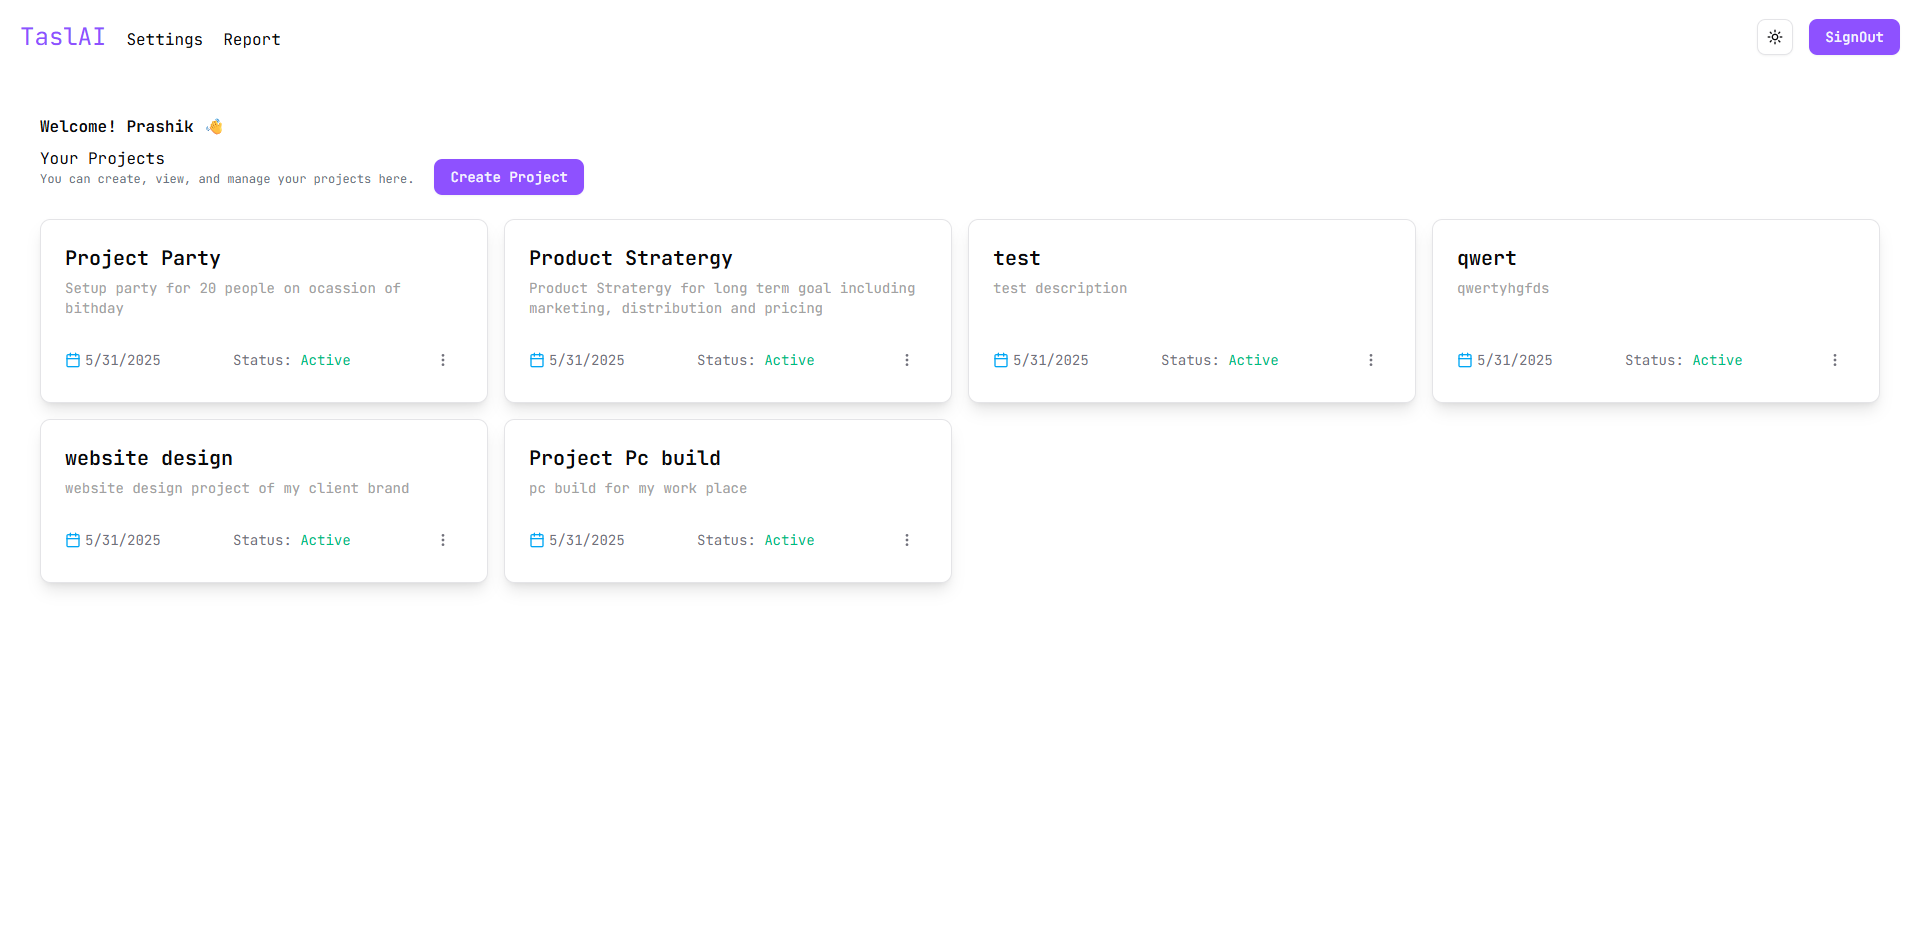 TaslAI Settings Report SignOut
Welcome! Prashik 👋
Your Projects
You can create, view, and manage your projects here. Create Project
Project Party
Setup party for 20 people on ocassion of
bithday
5/31/2025 Status: Active
Product Stratergy
Product Stratergy for long term goal including
marketing, distribution and pricing
5/31/2025 Status: Active
test
test description
5/31/2025 Status: Active
qwert
qwertyhgfds
5/31/2025 Status: Active
website design
website design project of my client brand
5/31/2025 Status: Active
Project Pc build
pc build for my work place
5/31/2025 Status: Active